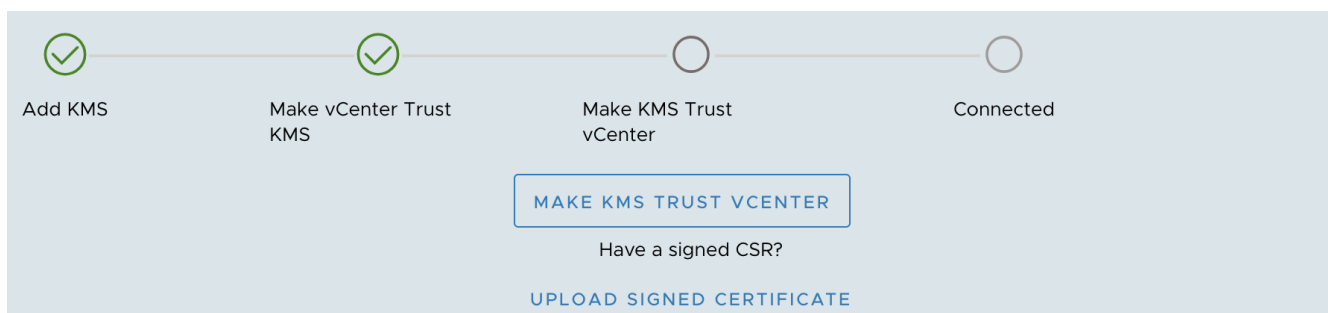 Add KMS
Make vCenter Trust
KMS
Make KMS Trust
vCenter
Connected
MAKE KMS TRUST VCENTER
Have a signed CSR?
UPLOAD SIGNED CERTIFICATE